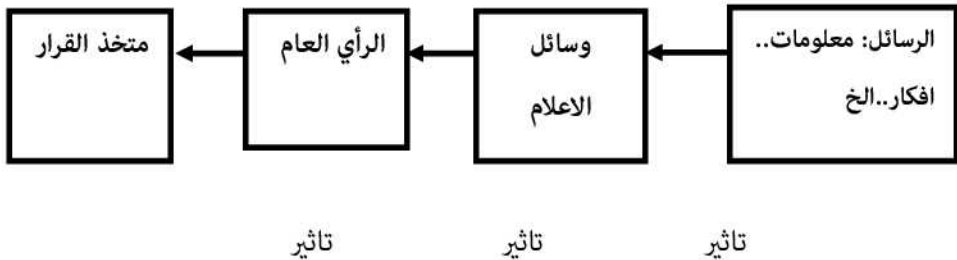 الرسائل: معلومات..
افكار..الخ
وسائل
الاعلام
الرأي العام
متخذ القرار
تاثير
تاثير
تاثير